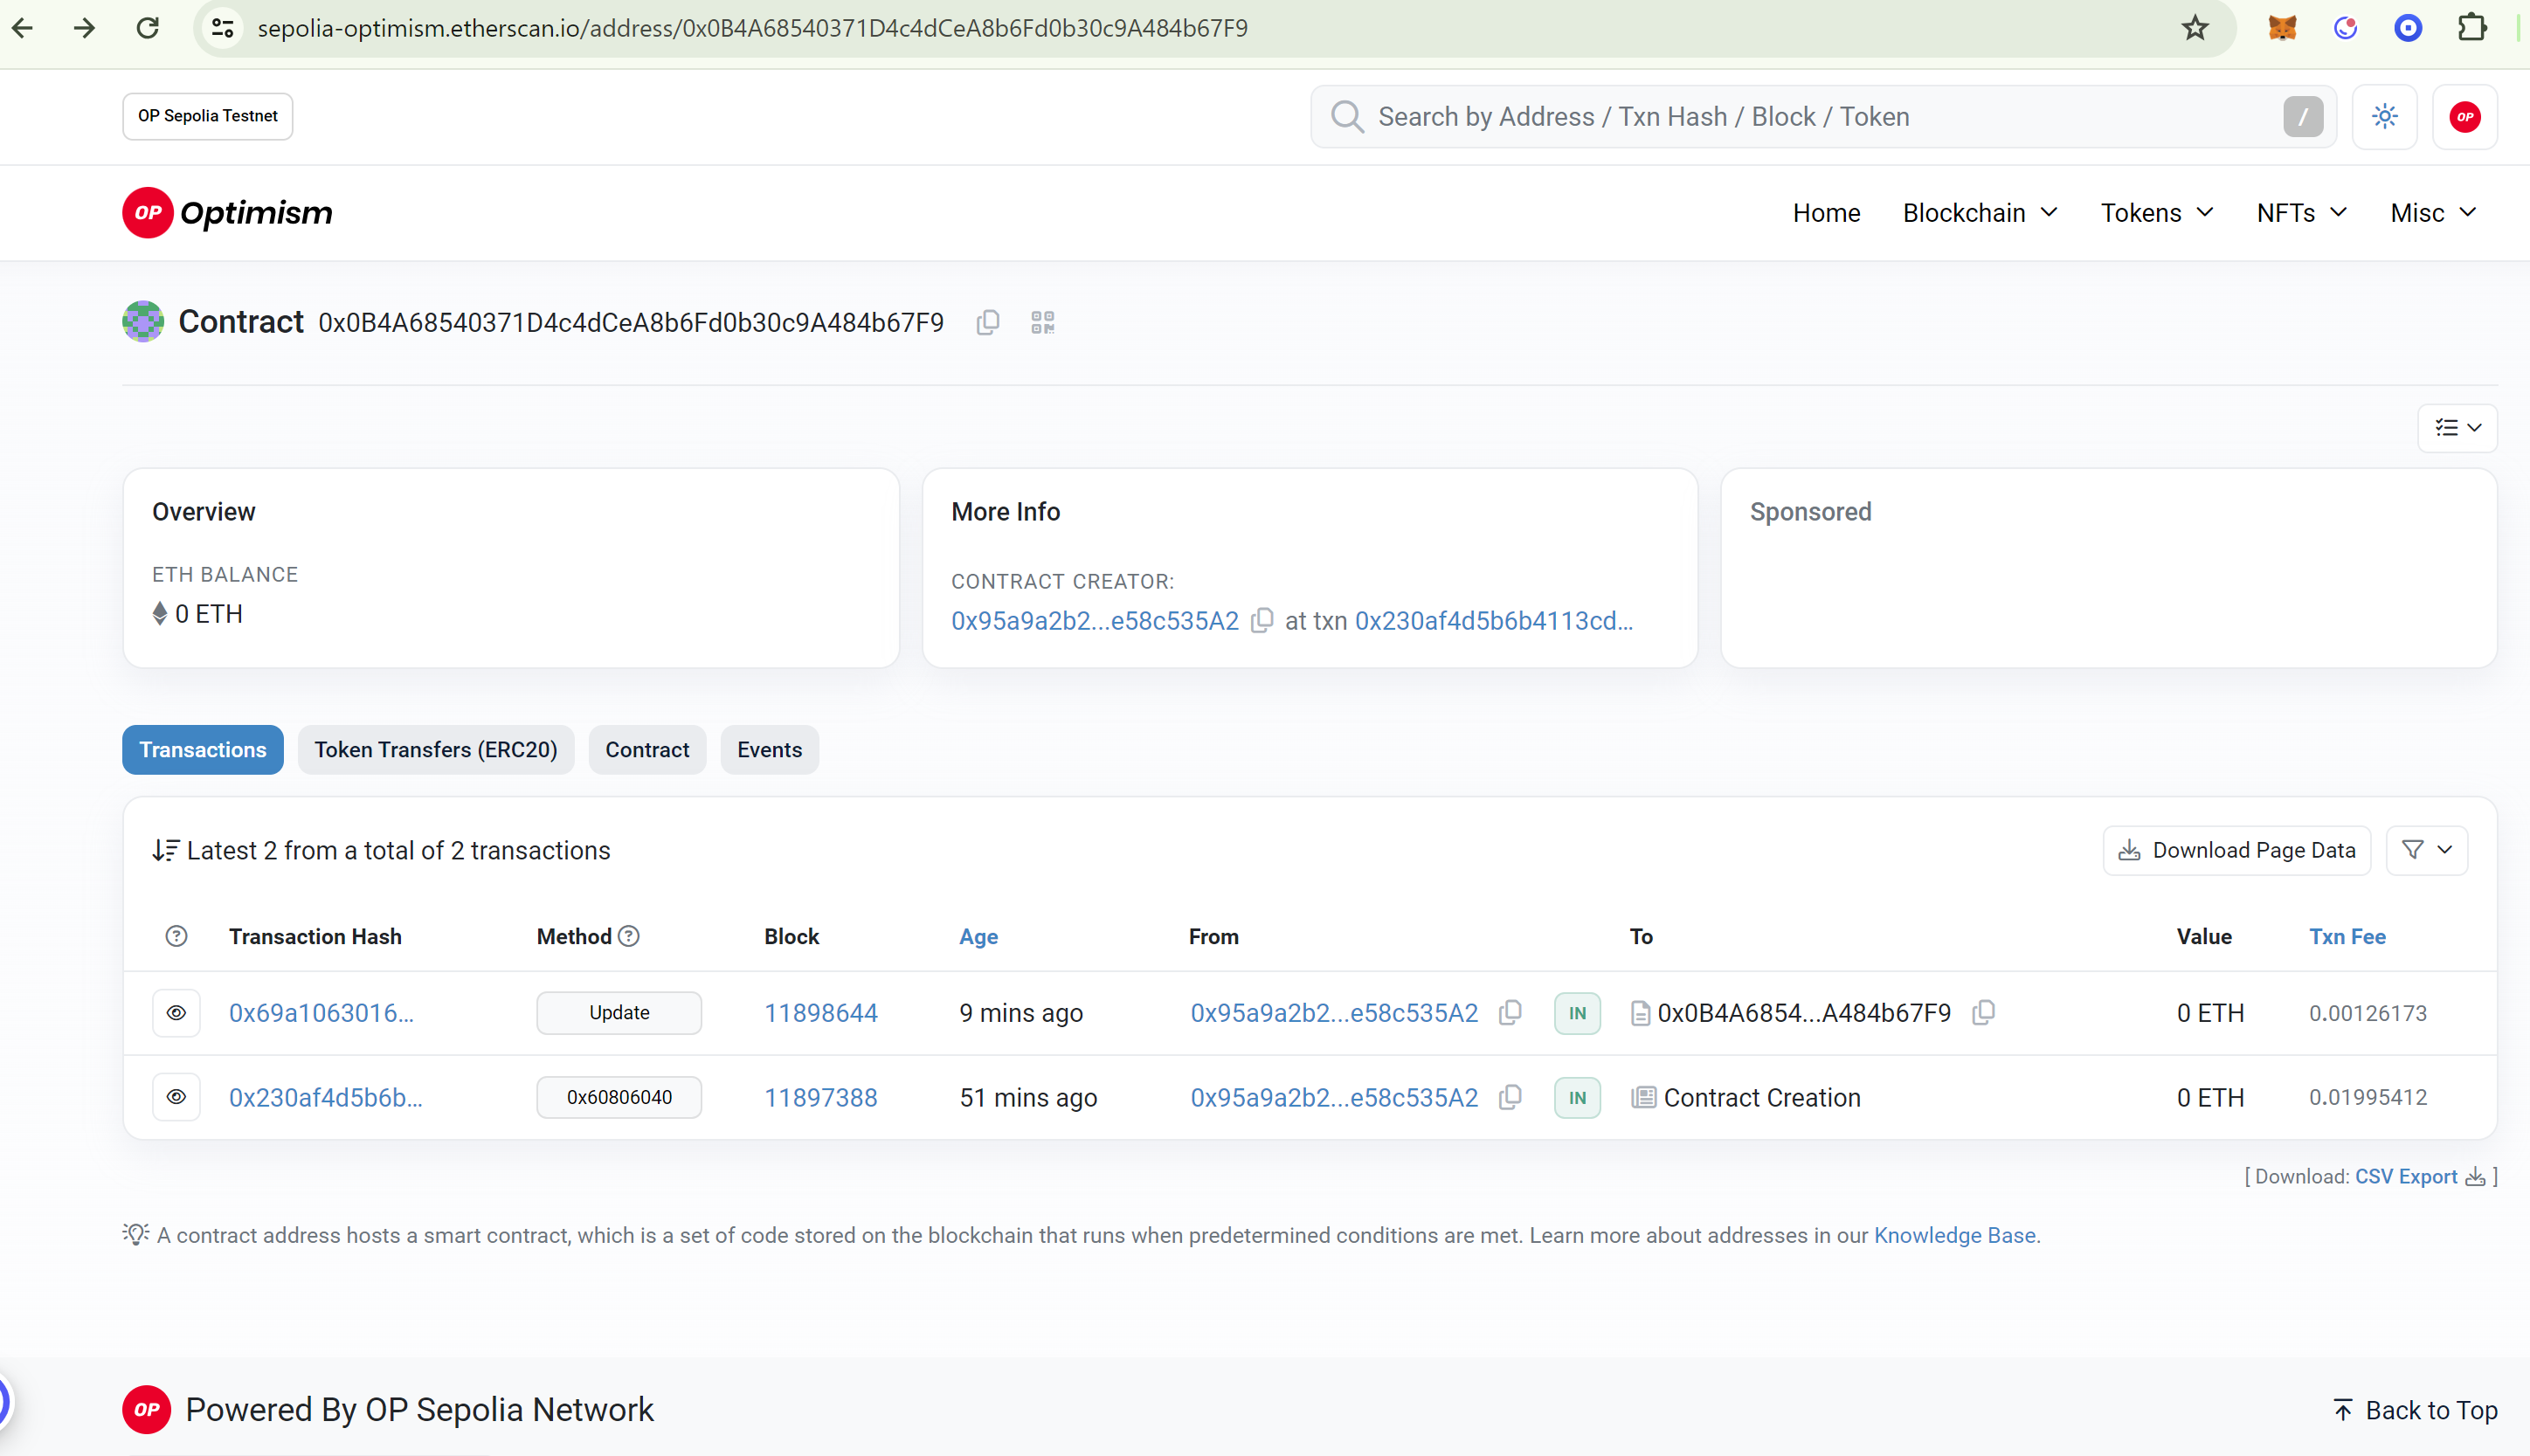 sepolia-optimism.etherscan.io/address/0x0B4A68540371D4c4dCeA8b6Fd0b30c9A484b67F9
OP Sepolia Testnet
Search by Address / Txn Hash / Block / Token
/
OP
OP Optimism
Home Blockchain Tokens NFTs Misc
Contract 0x0B4A68540371D4c4dCeA8b6Fd0b30c9A484b67F9
Overview
ETH BALANCE
0 ETH
More Info
CONTRACT CREATOR:
0x95a9a2b2...e58c535A2 at txn 0x230af4d5b6b4113cd...
Sponsored
Transactions Token Transfers (ERC20) Contract Events
Latest 2 from a total of 2 transactions
Download Page Data
Transaction Hash Method Block Age From To Value Txn Fee
0x69a1063016... Update 11898644 9 mins ago 0x95a9a2b2...e58c535A2 IN 0x0B4A6854...A484b67F9 0 ETH 0.00126173
0x230af4d5b6b... 0x60806040 11897388 51 mins ago 0x95a9a2b2...e58c535A2 IN Contract Creation 0 ETH 0.01995412
[ Download: CSV Export ]
A contract address hosts a smart contract, which is a set of code stored on the blockchain that runs when predetermined conditions are met. Learn more about addresses in our Knowledge Base.
OP Powered By OP Sepolia Network
Back to Top